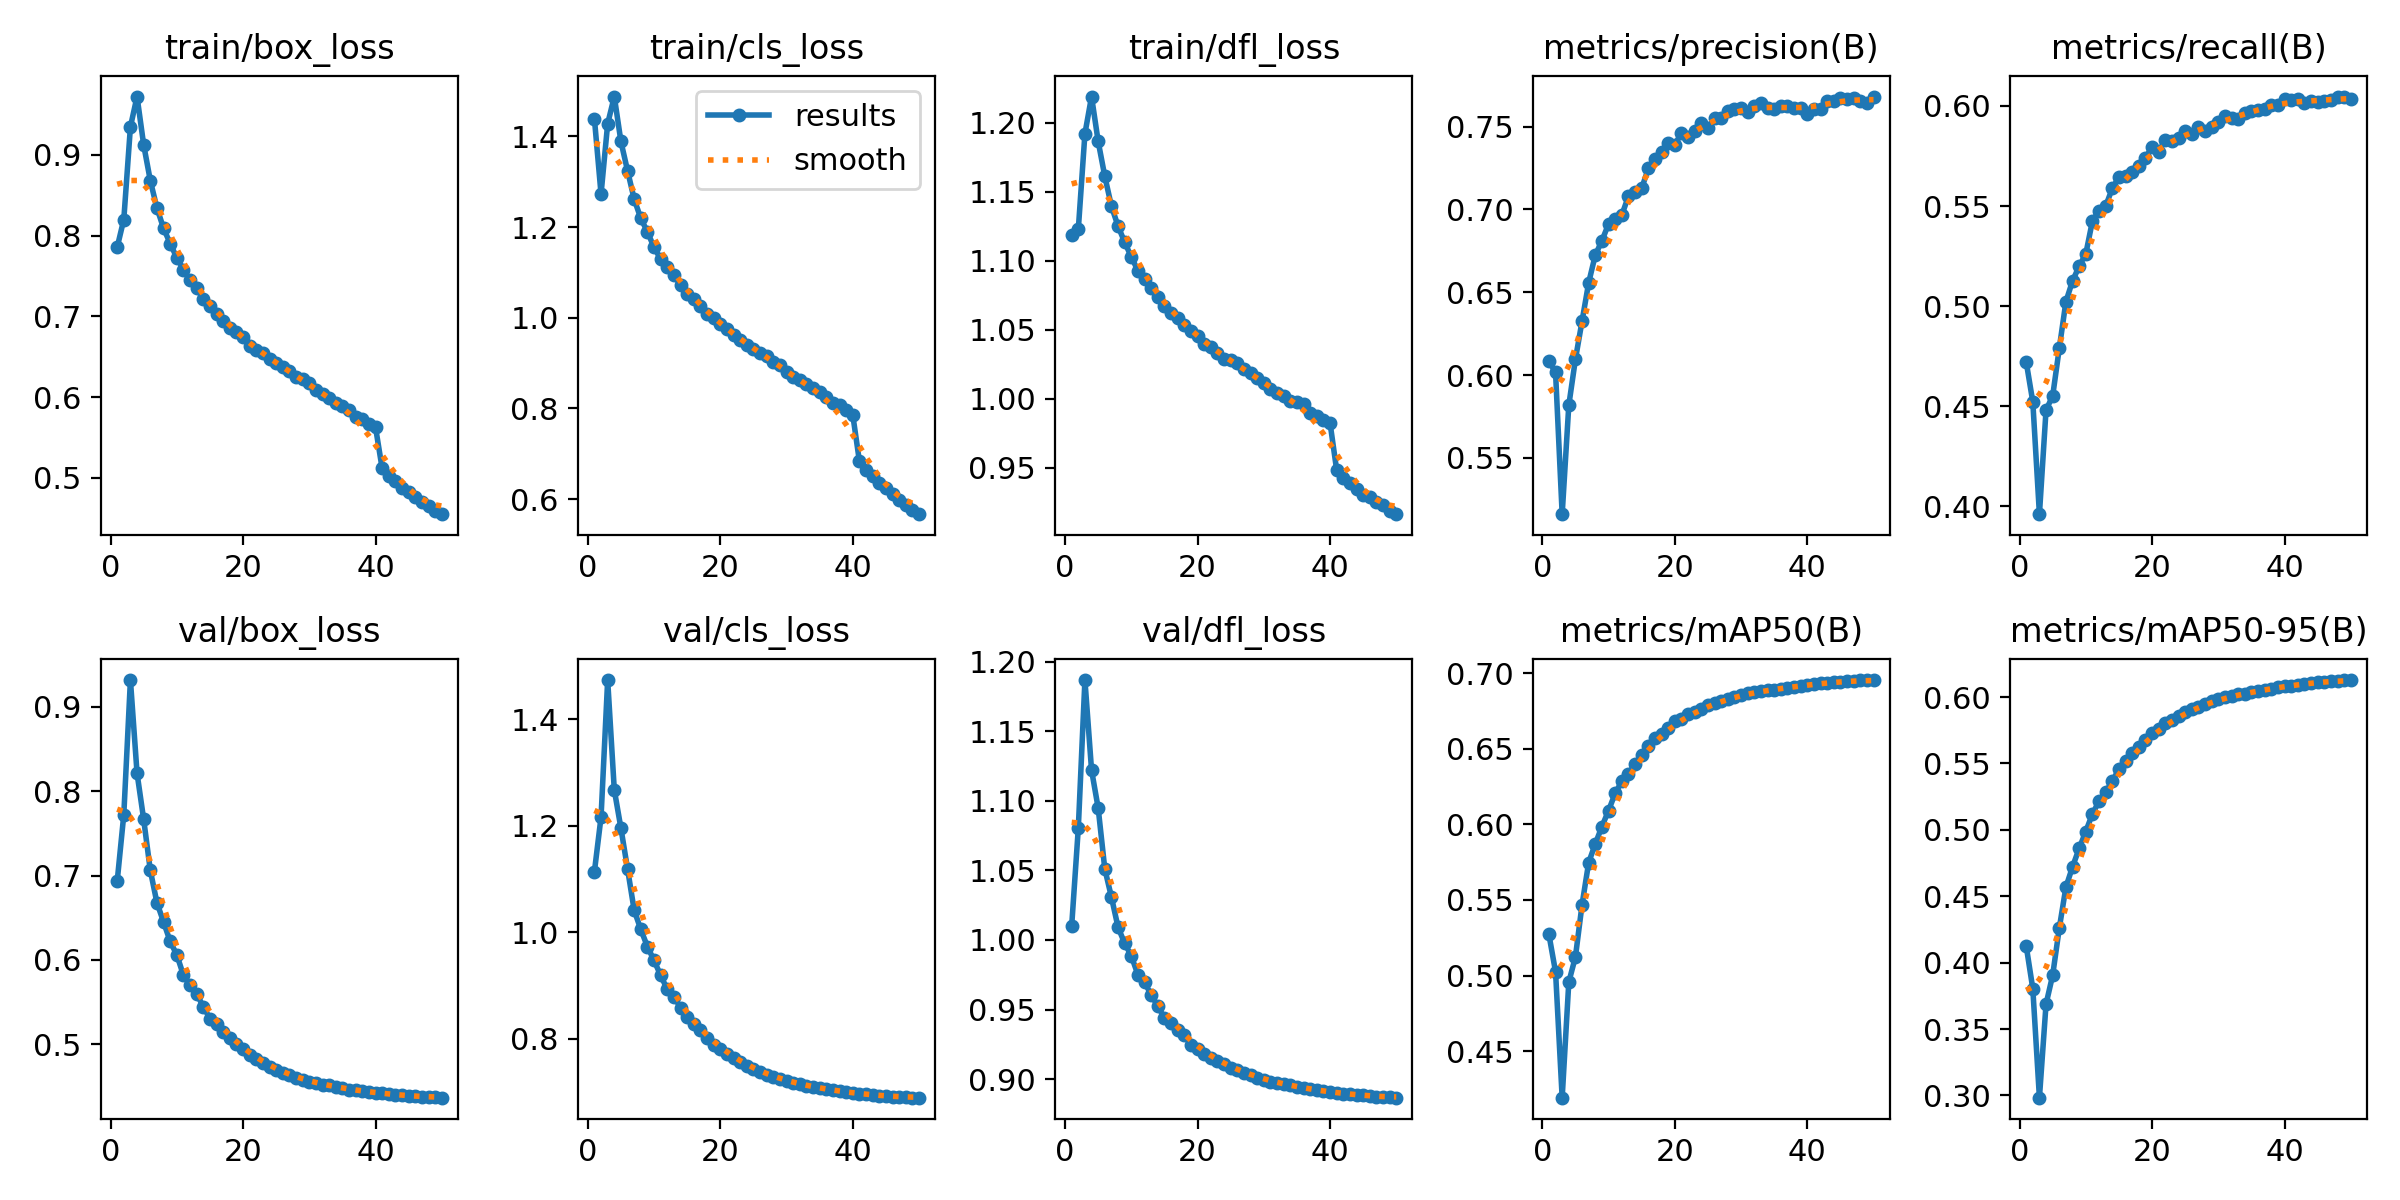 train/box_loss
0.9
0.8
0.7
0.6
0.5
0 20 40
train/cls_loss
results
smooth
1.4
1.2
1.0
0.8
0.6
0 20 40
train/dfl_loss
1.20
1.15
1.10
1.05
1.00
0.95
0 20 40
metrics/precision(B)
0.75
0.70
0.65
0.60
0.55
0 20 40
metrics/recall(B)
0.60
0.55
0.50
0.45
0.40
0 20 40
val/box_loss
0.9
0.8
0.7
0.6
0.5
0 20 40
val/cls_loss
1.4
1.2
1.0
0.8
0 20 40
val/dfl_loss
1.20
1.15
1.10
1.05
1.00
0.95
0.90
0 20 40
metrics/mAP50(B)
0.70
0.65
0.60
0.55
0.50
0.45
0 20 40
metrics/mAP50-95(B)
0.60
0.55
0.50
0.45
0.40
0.35
0.30
0 20 40